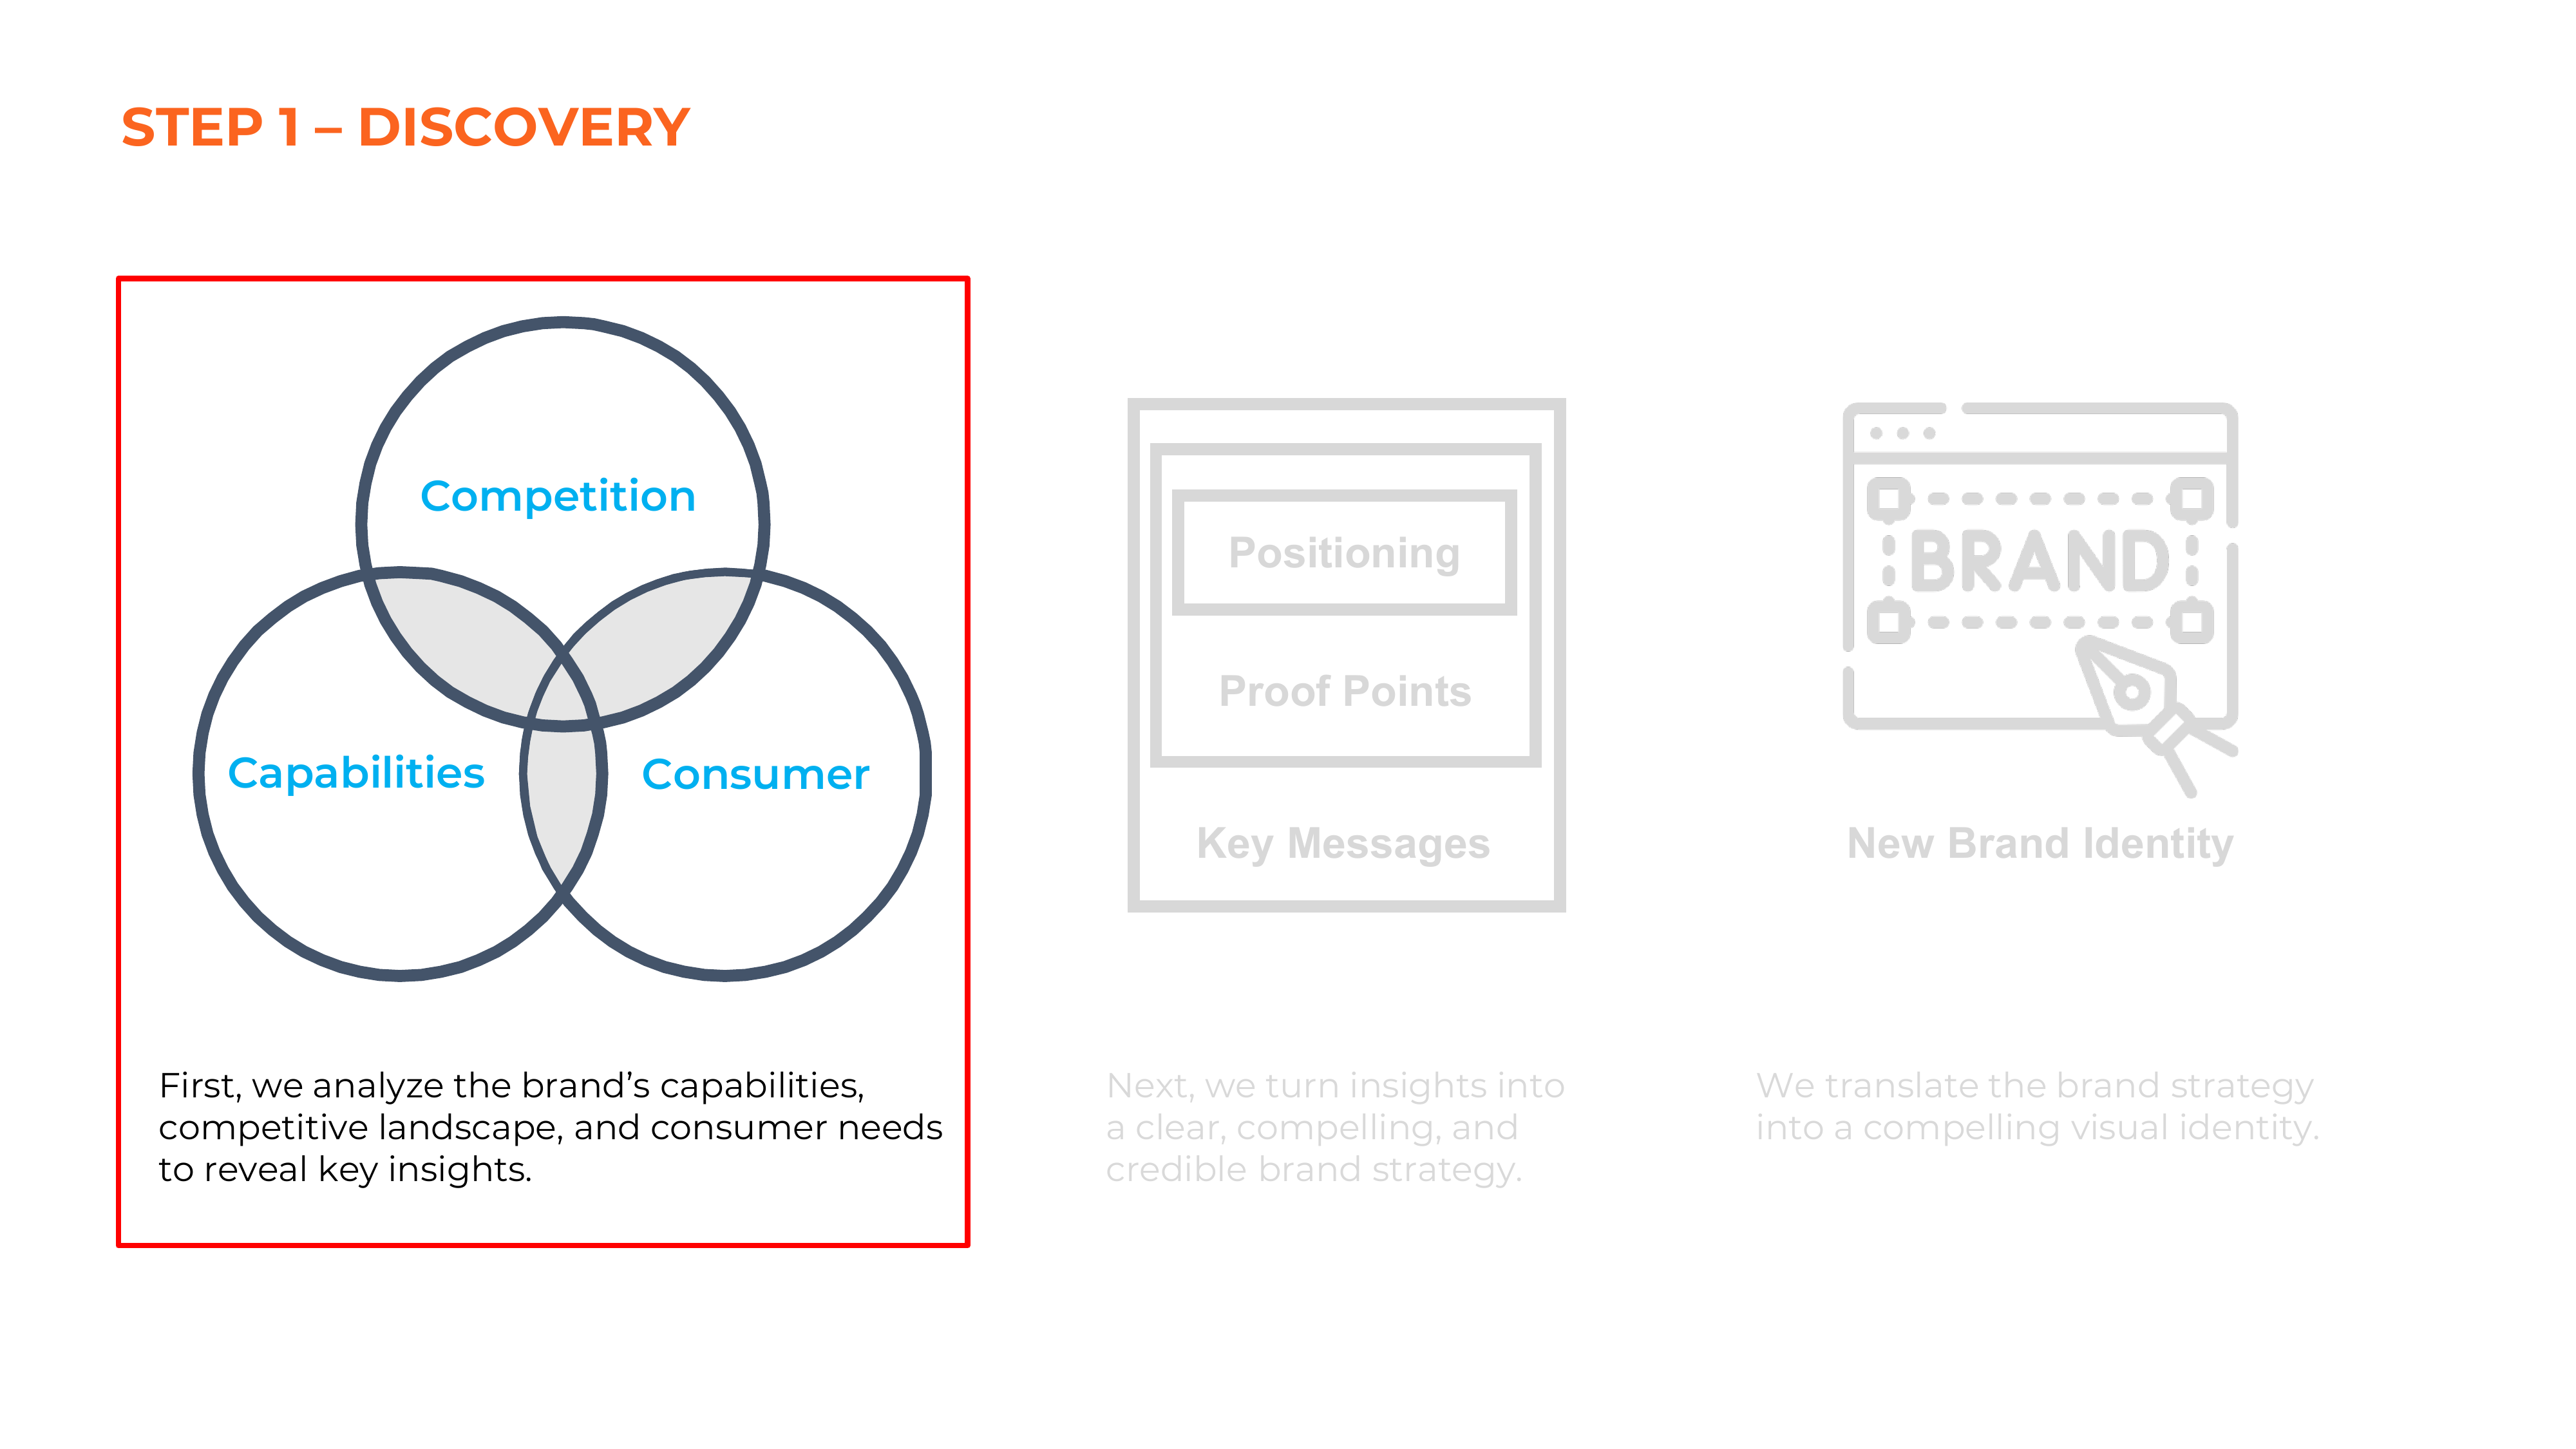 STEP 1 – DISCOVERY
Competition
Capabilities
Consumer
First, we analyze the brand’s capabilities,
competitive landscape, and consumer needs
to reveal key insights.
Positioning
Proof Points
Key Messages
Next, we turn insights into
a clear, compelling, and
credible brand strategy.
BRAND
New Brand Identity
We translate the brand strategy
into a compelling visual identity.